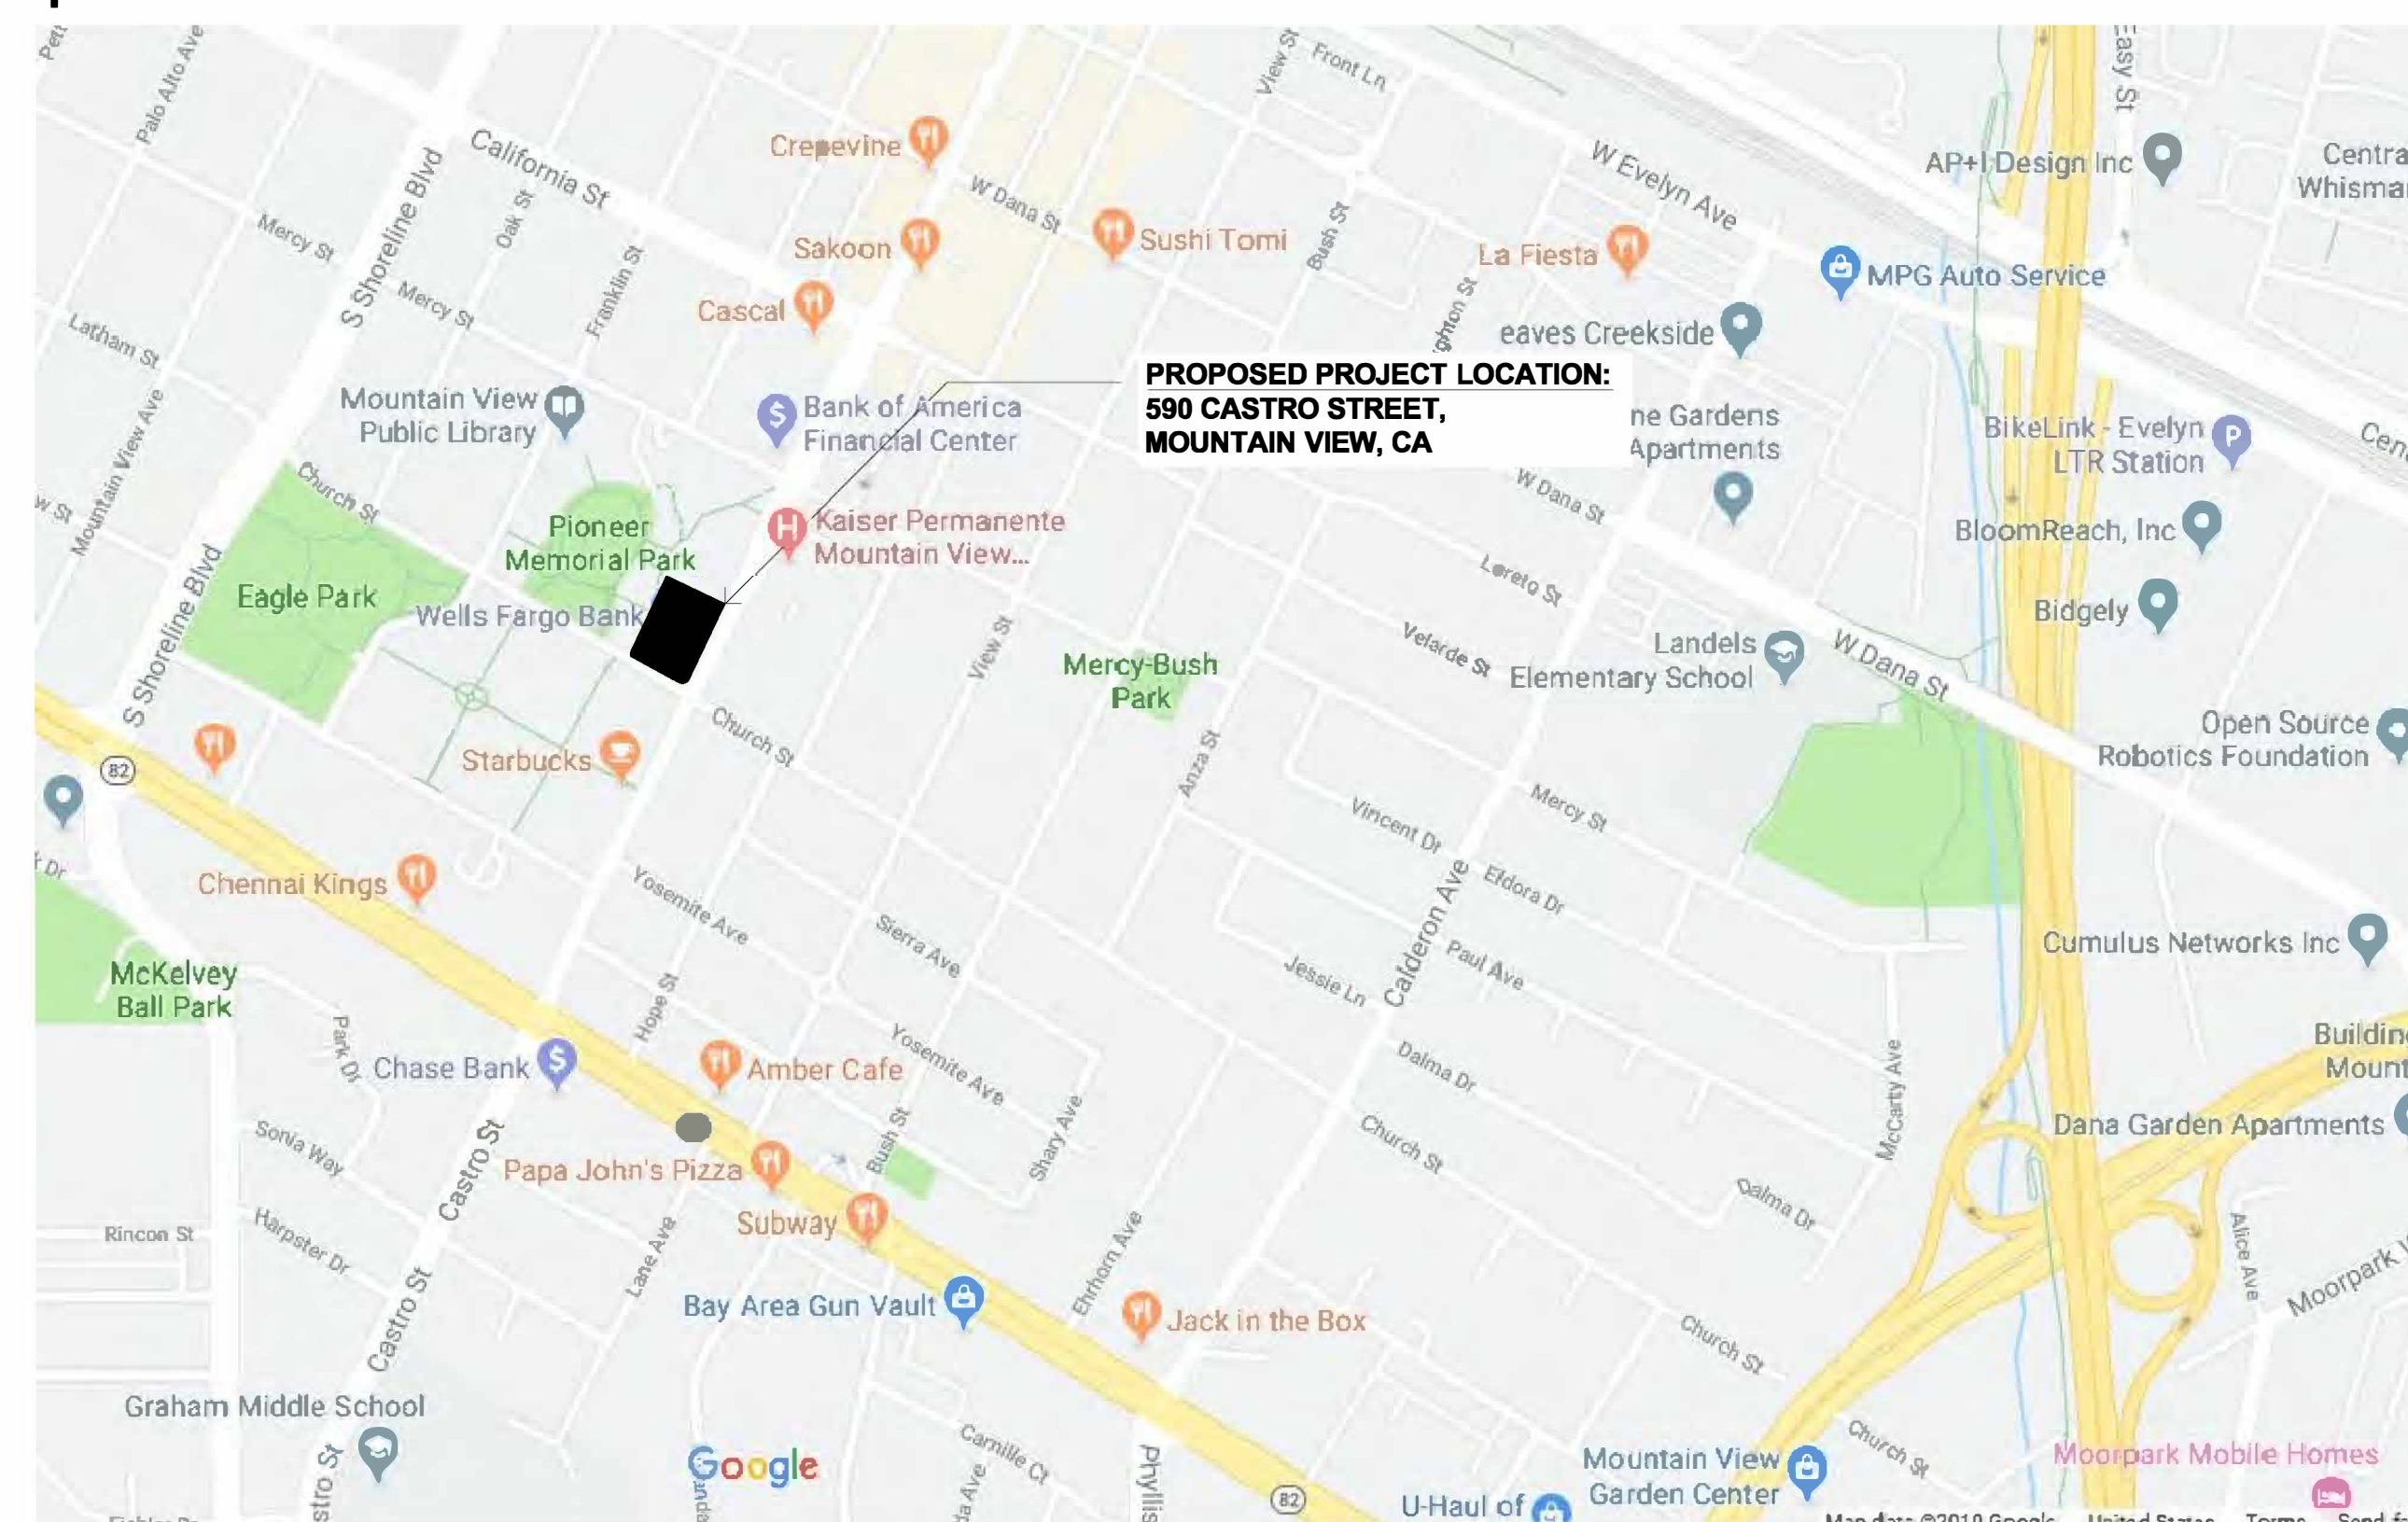 Palo Alto Ave
View St
Front Ln
Easy St
California St
Crepevine
W Evelyn Ave
AP+I Design Inc
S Shoreline Blvd
Oak St
W Dana St
Sushi Tomi
Bush St
Mercy St
Sakoon
La Fiesta
MPG Auto Service
Mercy St
Franklin St
Cascal
eaves Creekside
Latham St
PROPOSED PROJECT LOCATION:
590 CASTRO STREET,
MOUNTAIN VIEW, CA
Mountain View
Public Library
Bank of America
Financial Center
ne Gardens
Apartments
BikeLink - Evelyn
LTR Station
Mountain View Ave
Church St
W Dana St
Pioneer
Memorial Park
Kaiser Permanente
Mountain View...
BloomReach, Inc
Eagle Park
Wells Fargo Bank
Loreto St
Bidgely
S Shoreline Blvd
View St
Mercy-Bush
Park
Velarde St
Landels
Elementary School
W Dana St
Church St
Open Source
Robotics Foundation
82
Starbucks
Anza St
Vincent Dr
Mercy St
Chennai Kings
Yosemite Ave
Sierra Ave
Calderon Ave
Eldora Dr
Cumulus Networks Inc
McKelvey
Ball Park
Jessie Ln
Paul Ave
Park Dr
Hope St
Chase Bank
Amber Cafe
Yosemite Ave
Dalma Dr
McCarty Ave
Sonia Way
Castro St
Papa John's Pizza
Bush St
Shary Ave
Church St
Dana Garden Apartments
Rincon St
Harpster Dr
Subway
Dalma Dr
Lane Ave
Ehrhorn Ave
Alice Ave
Moorpark
Castro St
Bay Area Gun Vault
Jack in the Box
Church St
Graham Middle School
Google
Camille Ct
Phyllis
82
U-Haul of
Mountain View
Garden Center
Church St
Moorpark Mobile Homes